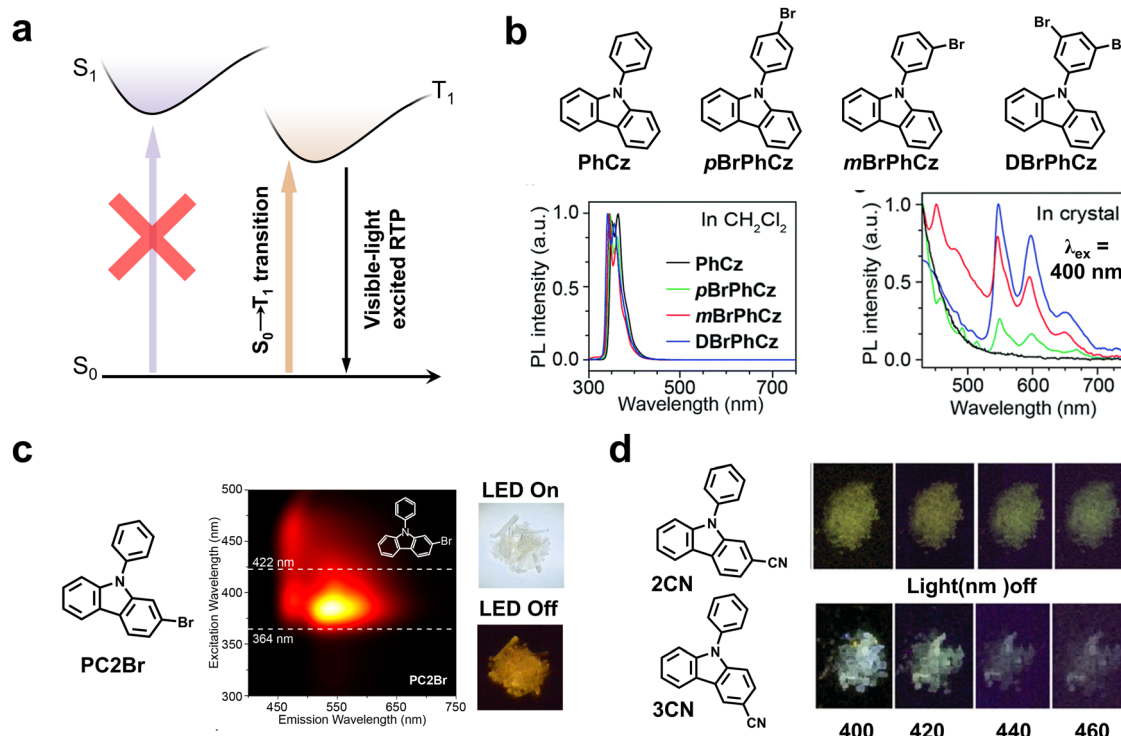 a
S1
T1
S0→T1 transition
Visible-light
excited RTP
S0
b
Br
Br
Br
Br
N
N
N
N
PhCz
pBrPhCz
mBrPhCz
DBrPhCz
PL intensity (a.u.)
1.0
0.5
0.0
In CH2Cl2
PhCz
pBrPhCz
mBrPhCz
DBrPhCz
300
500
700
Wavelength (nm)
PL intensity (a.u.)
1.0
0.5
0.0
In crystal
λex =
400 nm
500
600
700
Wavelength (nm)
c
N
Br
PC2Br
Excitation Wavelength (nm)
500
450
400
350
300
422 nm
364 nm
N
Br
PC2Br
450
550
650
750
Emission Wavelength (nm)
LED On
LED Off
d
N
CN
2CN
N
CN
3CN
Light(nm )off
400
420
440
460